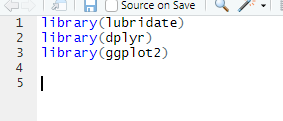 Source on Save
1 library(lubridate)
2 library(dplyr)
3 library(ggplot2)
4
5